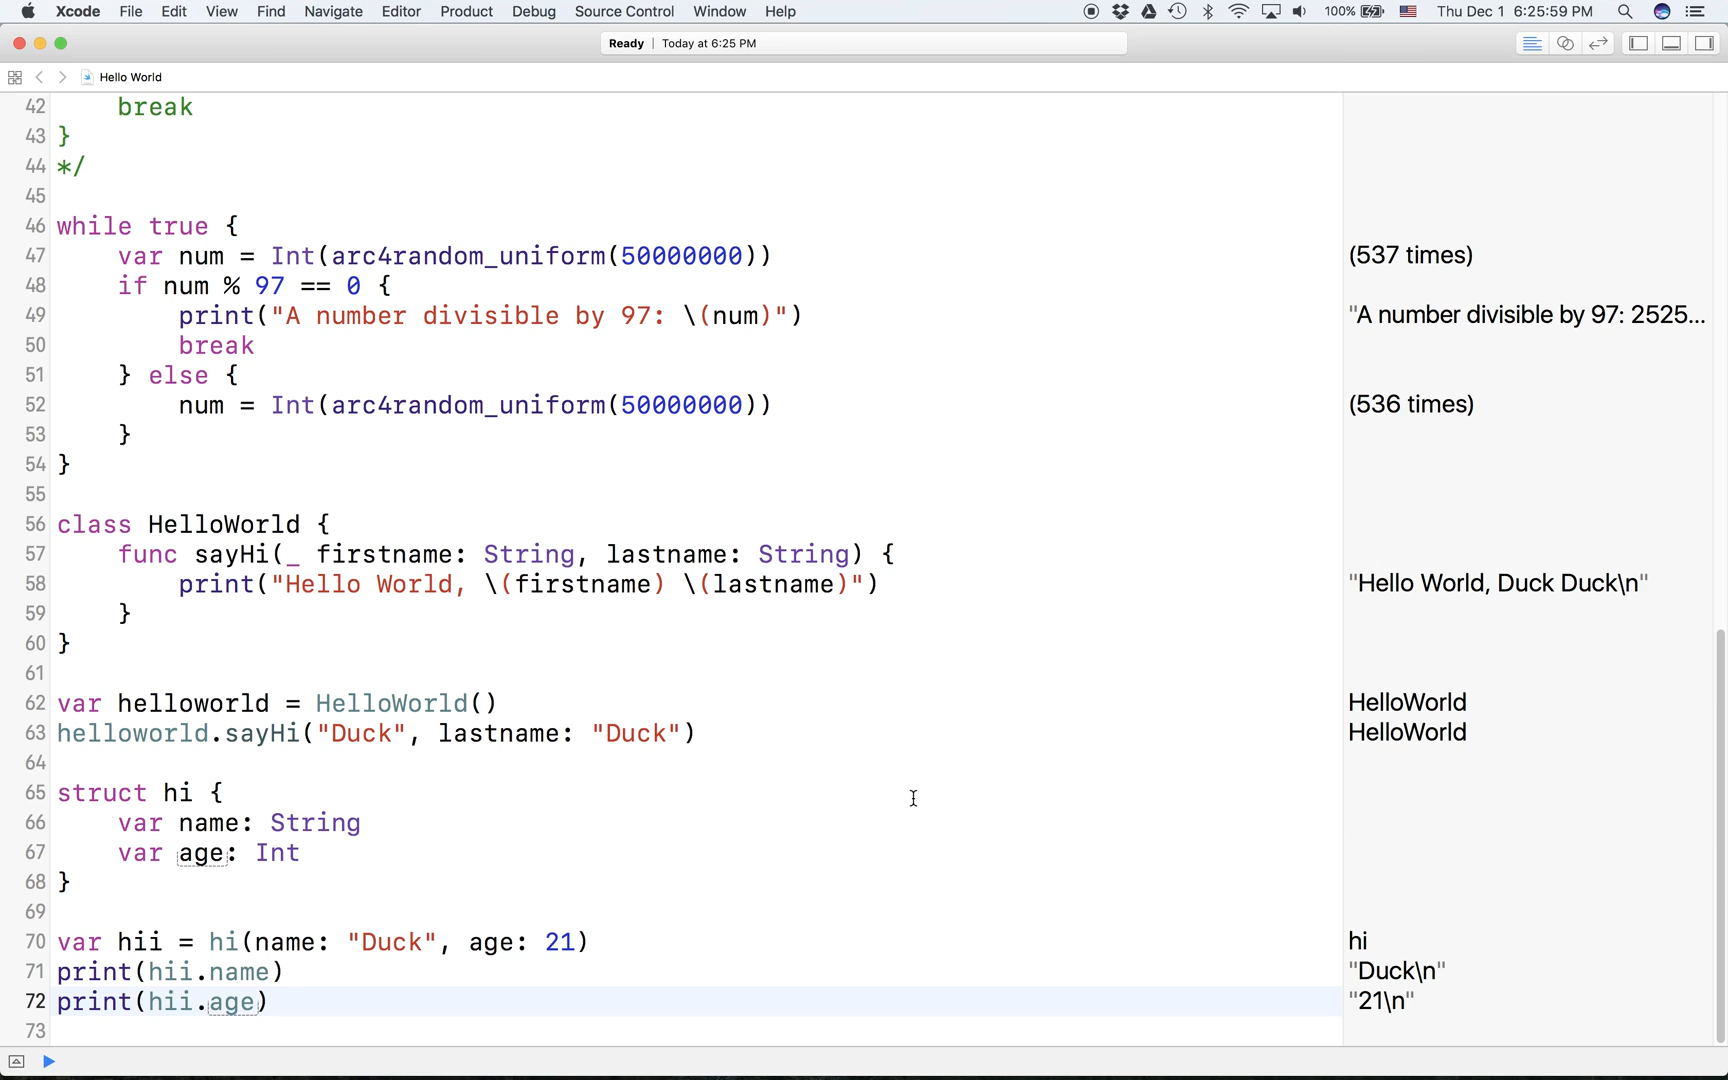 Xcode File Edit View Find Navigate Editor Product Debug Source Control Window Help 100% Thu Dec 1 6:25:59 PM
Ready | Today at 6:25 PM
Hello World
42 break
43 }
44 */
45
46 while true {
47 var num = Int(arc4random_uniform(50000000)) (537 times)
48 if num % 97 == 0 {
49 print("A number divisible by 97: \(num)") "A number divisible by 97: 2525...
50 break
51 } else {
52 num = Int(arc4random_uniform(50000000)) (536 times)
53 }
54 }
55
56 class HelloWorld {
57 func sayHi(_ firstname: String, lastname: String) {
58 print("Hello World, \(firstname) \(lastname)") "Hello World, Duck Duck\n"
59 }
60 }
61
62 var helloworld = HelloWorld() HelloWorld
63 helloworld.sayHi("Duck", lastname: "Duck") HelloWorld
64
65 struct hi {
66 var name: String
67 var age: Int
68 }
69
70 var hii = hi(name: "Duck", age: 21) hi
71 print(hii.name) "Duck\n"
72 print(hii.age) "21\n"
73